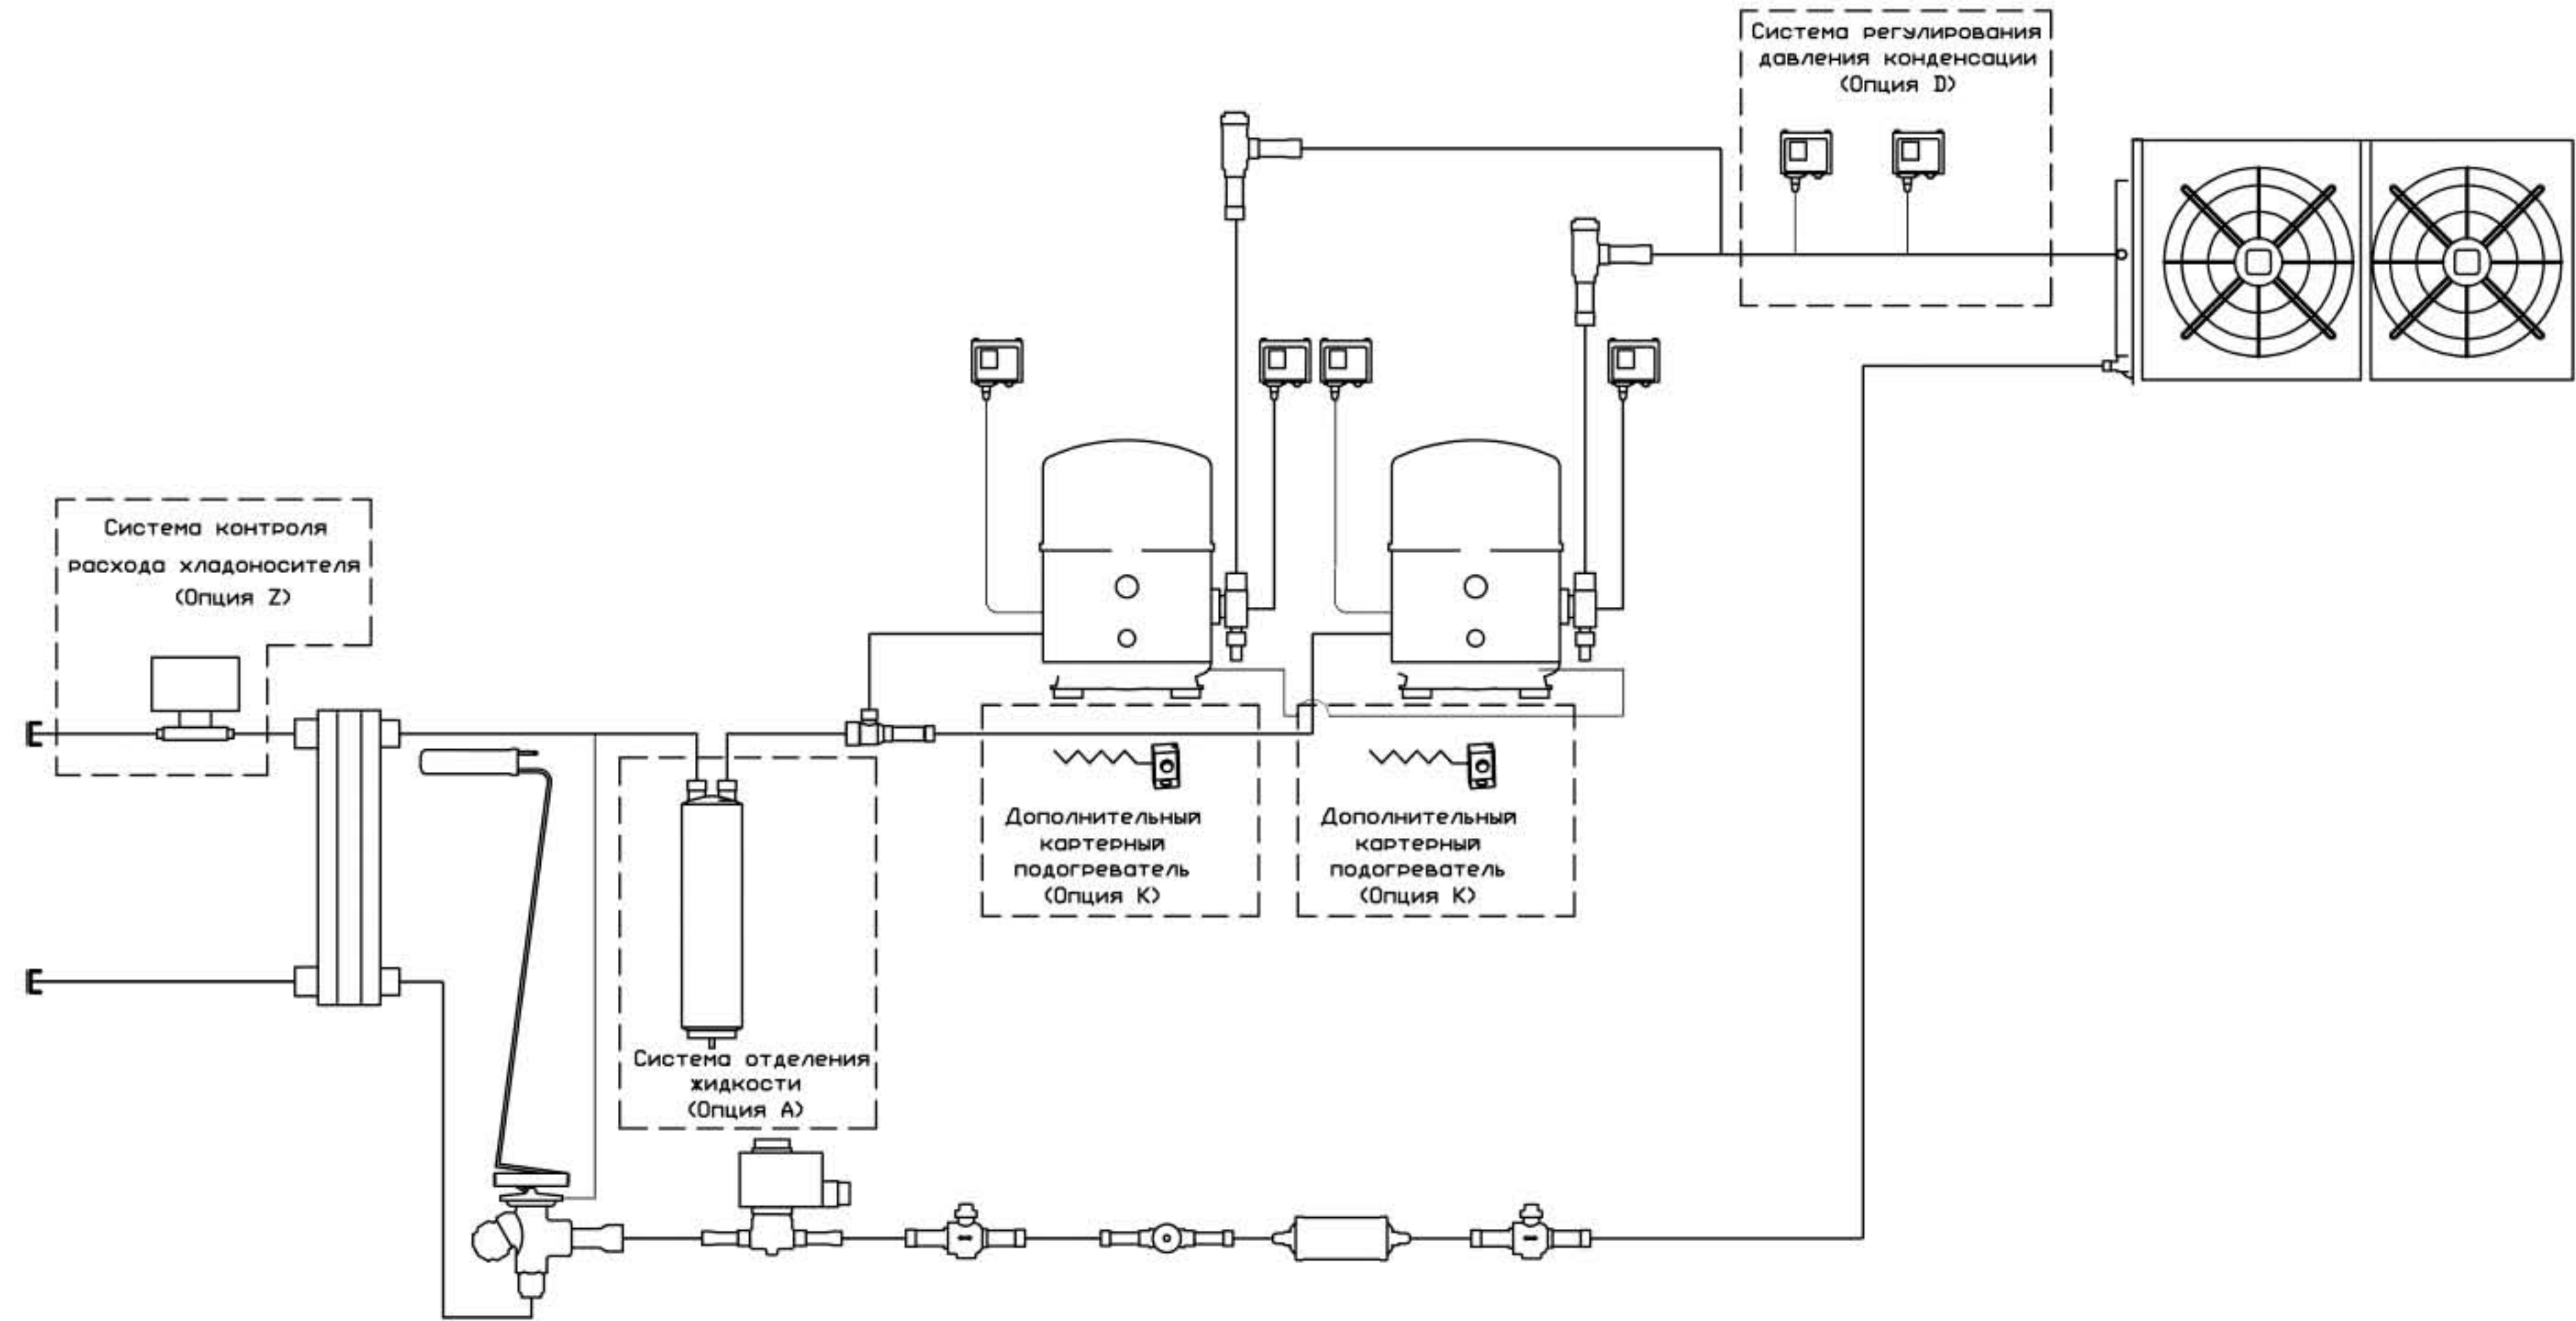 Система регулирования
давления конденсации
(Опция D)
Система контроля
расхода хладоносителя
(Опция Z)
Дополнительный
картерный
подогреватель
(Опция К)
Дополнительный
картерный
подогреватель
(Опция К)
Система отделения
жидкости
(Опция А)